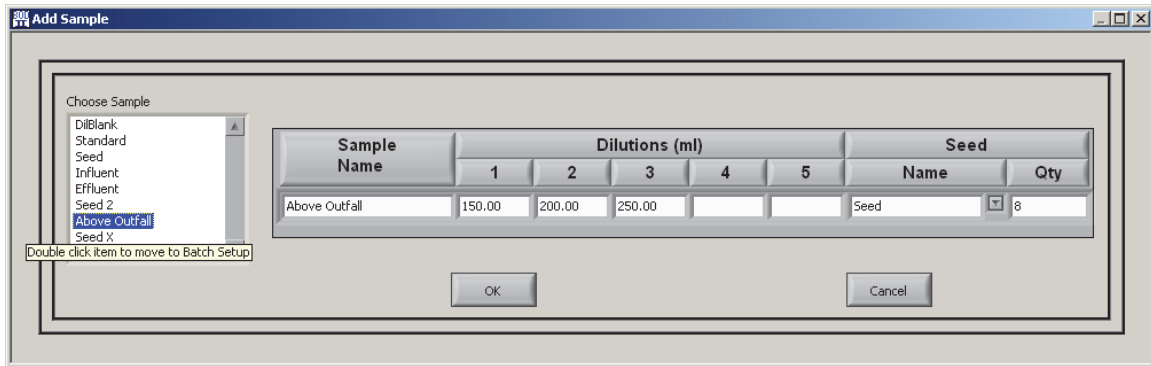 Add Sample
Choose Sample
DilBlank
Standard
Seed
Influent
Effluent
Seed 2
Above Outfall
Seed X
Double click item to move to Batch Setup
Sample Name
Dilutions (ml)
Seed
1 2 3 4 5 Name Qty
Above Outfall 150.00 200.00 250.00 Seed 8
OK Cancel